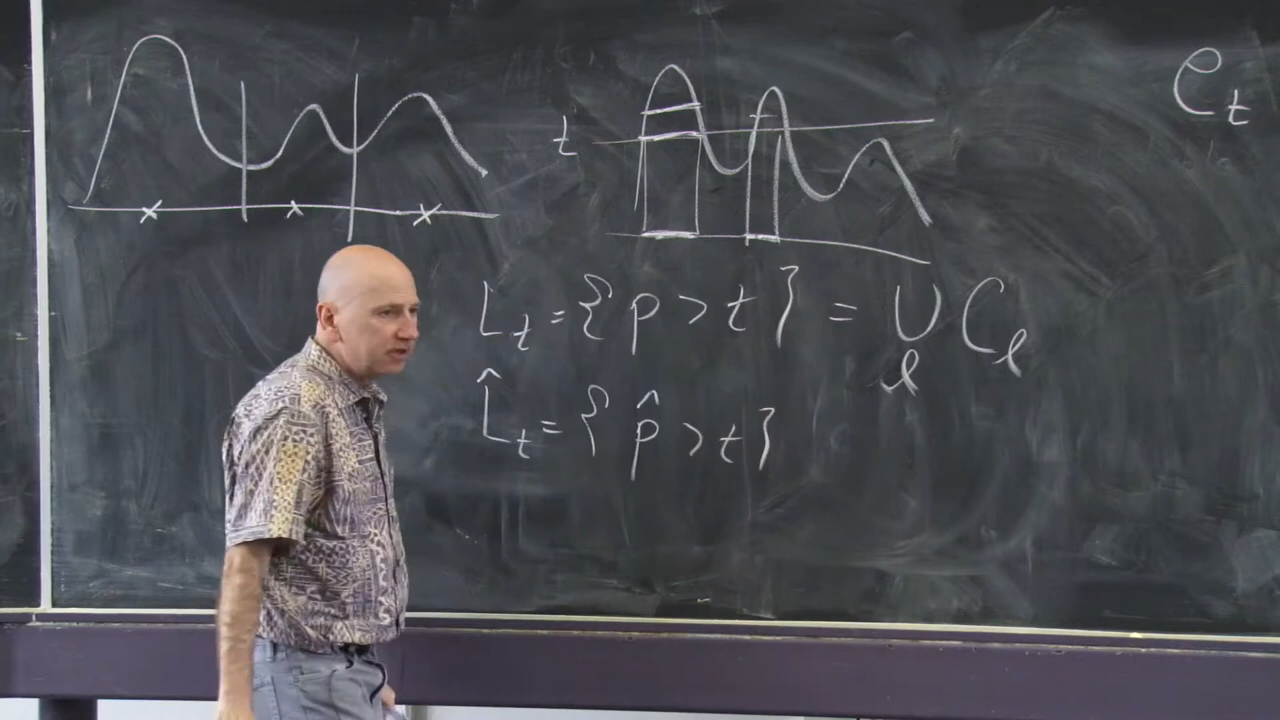 t
e_t
L_t = { p > t } = ∪_ℓ C_ℓ
L̂_t = { p̂ > t }